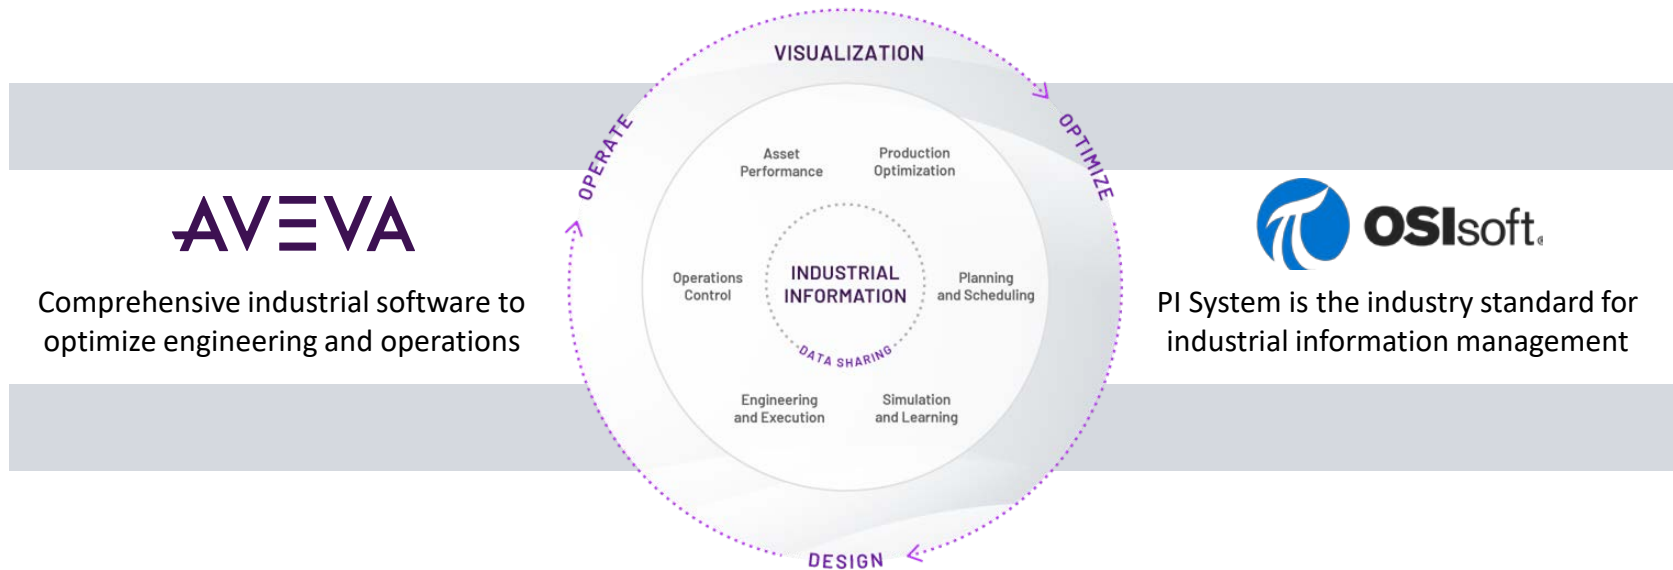 VISUALIZATION
OPERATE
OPTIMIZE
Asset
Performance
Production
Optimization
AVEVA
Comprehensive industrial software to
optimize engineering and operations
Operations
Control
INDUSTRIAL
INFORMATION
DATA SHARING
Planning
and Scheduling
OSIsoft.
PI System is the industry standard for
industrial information management
Engineering
and Execution
Simulation
and Learning
DESIGN